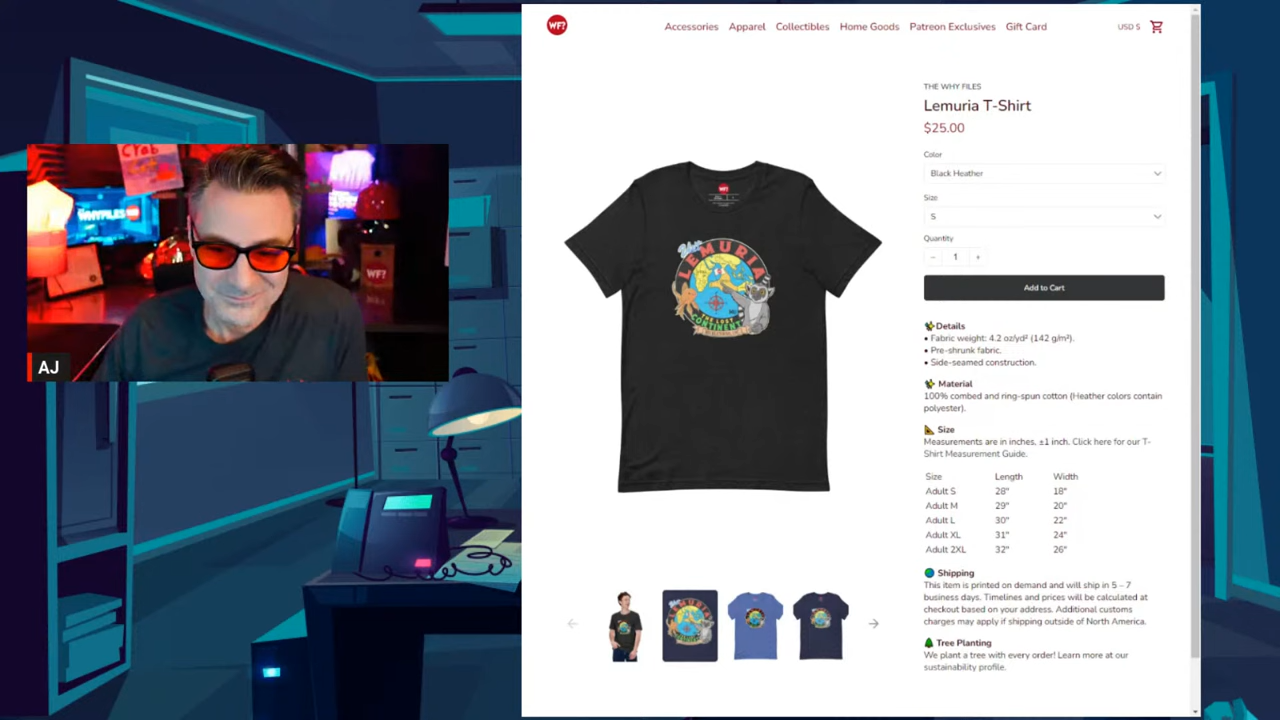 WF?
Accessories Apparel Collectibles Home Goods Patreon Exclusives Gift Card
USD $
Crab
WHYFILES
WF?
AJ
WF?
LEMURIA
THE LOST
CONTINENT
THE WHY FILES
Lemuria T-Shirt
$25.00
Color
Black Heather
Size
S
Quantity
− 1 +
Add to Cart
Details
• Fabric weight: 4.2 oz/yd² (142 g/m²).
• Pre-shrunk fabric.
• Side-seamed construction.
Material
100% combed and ring-spun cotton (Heather colors contain
polyester).
Size
Measurements are in inches, ±1 inch. Click here for our T-
Shirt Measurement Guide.
Size Length Width
Adult S 28" 18"
Adult M 29" 20"
Adult L 30" 22"
Adult XL 31" 24"
Adult 2XL 32" 26"
Shipping
This item is printed on demand and will ship in 5 – 7
business days. Timelines and prices will be calculated at
checkout based on your address. Additional customs
charges may apply if shipping outside of North America.
Tree Planting
We plant a tree with every order! Learn more at our
sustainability profile.